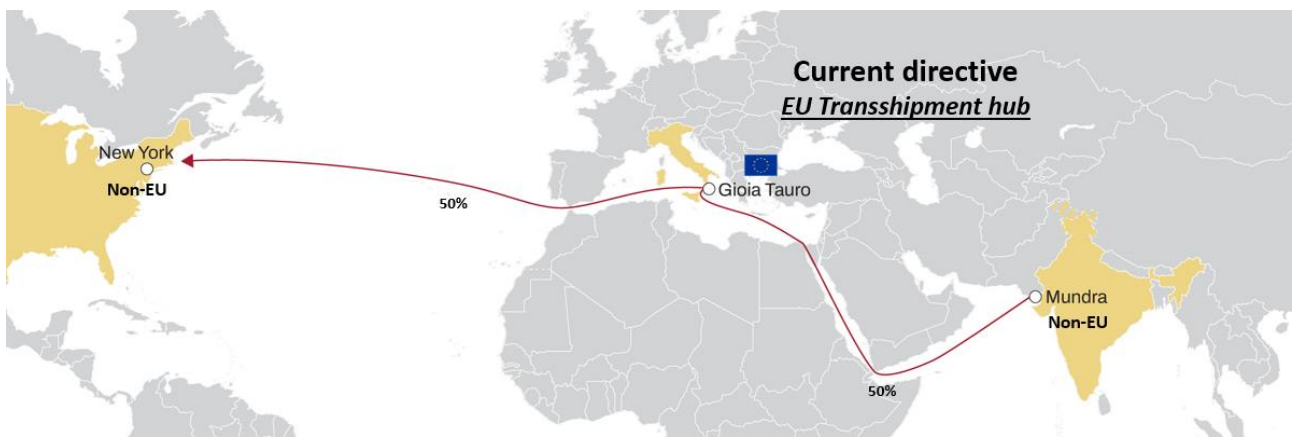 Current directive
EU Transshipment hub
New York
Non-EU
50%
Gioia Tauro
Mundra
Non-EU
50%